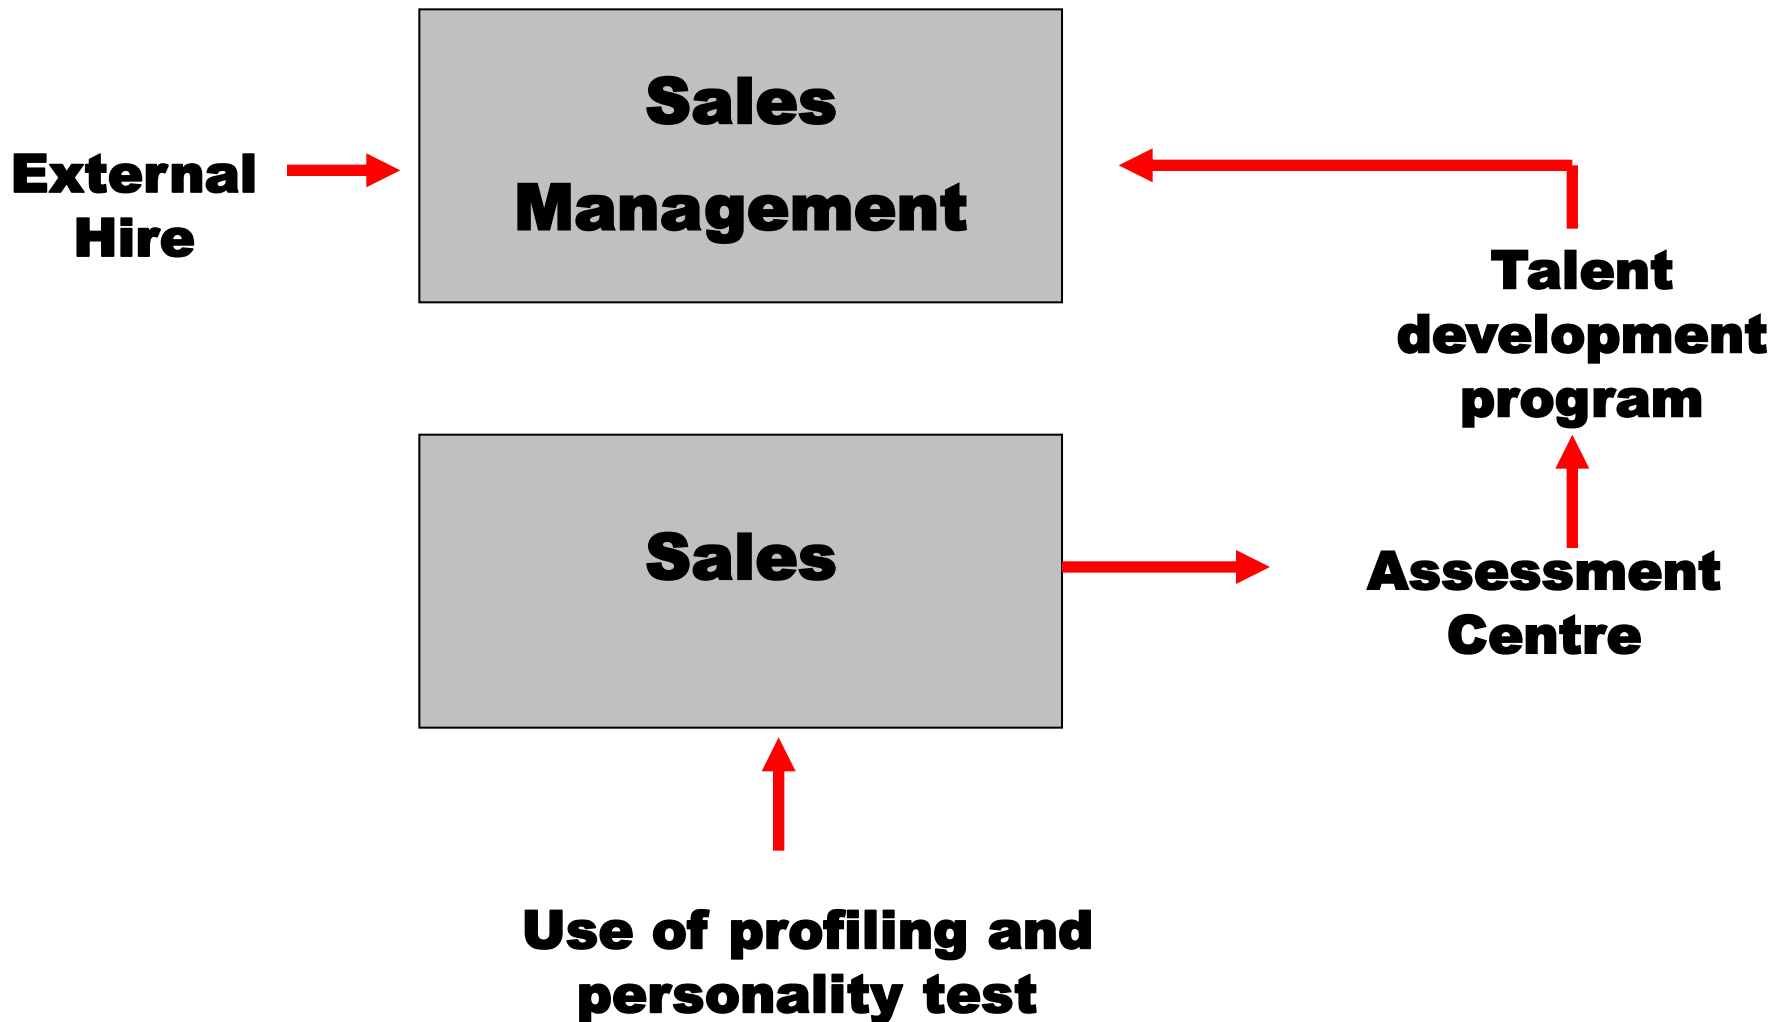 Sales
Management
External
Hire
Talent
development
program
Sales
Assessment
Centre
Use of profiling and
personality test